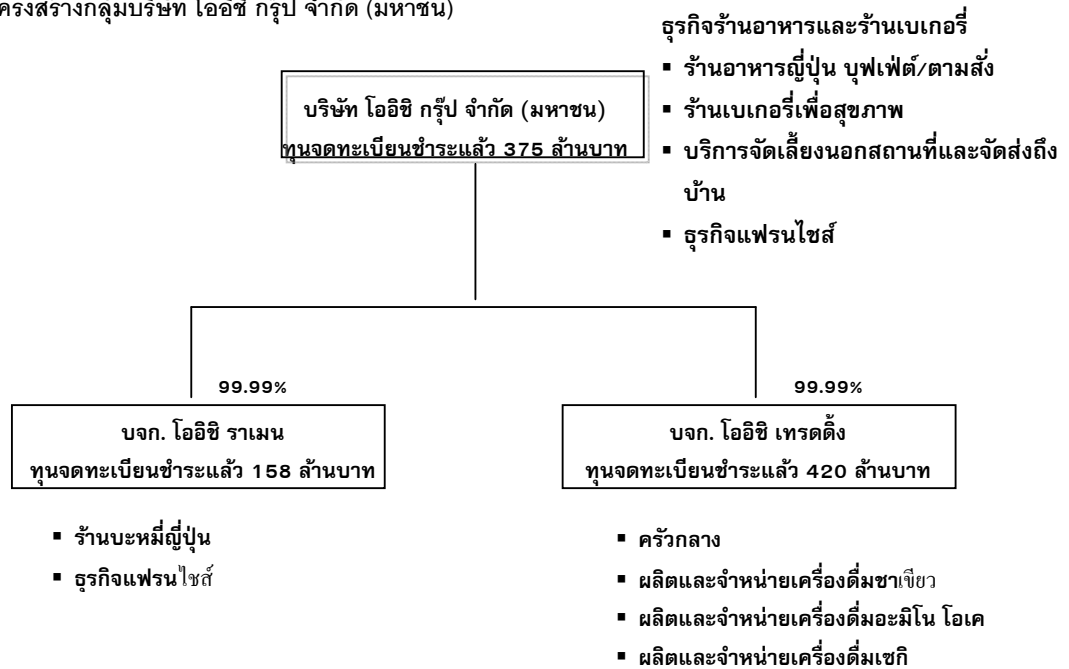 ครงสร้างกลุ่มบริษัท โออิชิ กรุ๊ป จำกัด (มหาชน)
ธุรกิจร้านอาหารและร้านเบเกอรี่
▪ ร้านอาหารญี่ปุ่น บุฟเฟ่ต์/ตามสั่ง
▪ ร้านเบเกอรี่เพื่อสุขภาพ
▪ บริการจัดเลี้ยงนอกสถานที่และจัดส่งถึง
บ้าน
▪ ธุรกิจแฟรนไชส์
บริษัท โออิชิ กรุ๊ป จำกัด (มหาชน)
ทุนจดทะเบียนชำระแล้ว 375 ล้านบาท
99.99%
บจก. โออิชิ ราเมน
ทุนจดทะเบียนชำระแล้ว 158 ล้านบาท
▪ ร้านบะหมี่ญี่ปุ่น
▪ ธุรกิจแฟรนไชส์
99.99%
บจก. โออิชิ เทรดดิ้ง
ทุนจดทะเบียนชำระแล้ว 420 ล้านบาท
▪ ครัวกลาง
▪ ผลิตและจำหน่ายเครื่องดื่มชาเขียว
▪ ผลิตและจำหน่ายเครื่องดื่มอะมิโน โอเค
▪ ผลิตและจำหน่ายเครื่องดื่มเซกิ